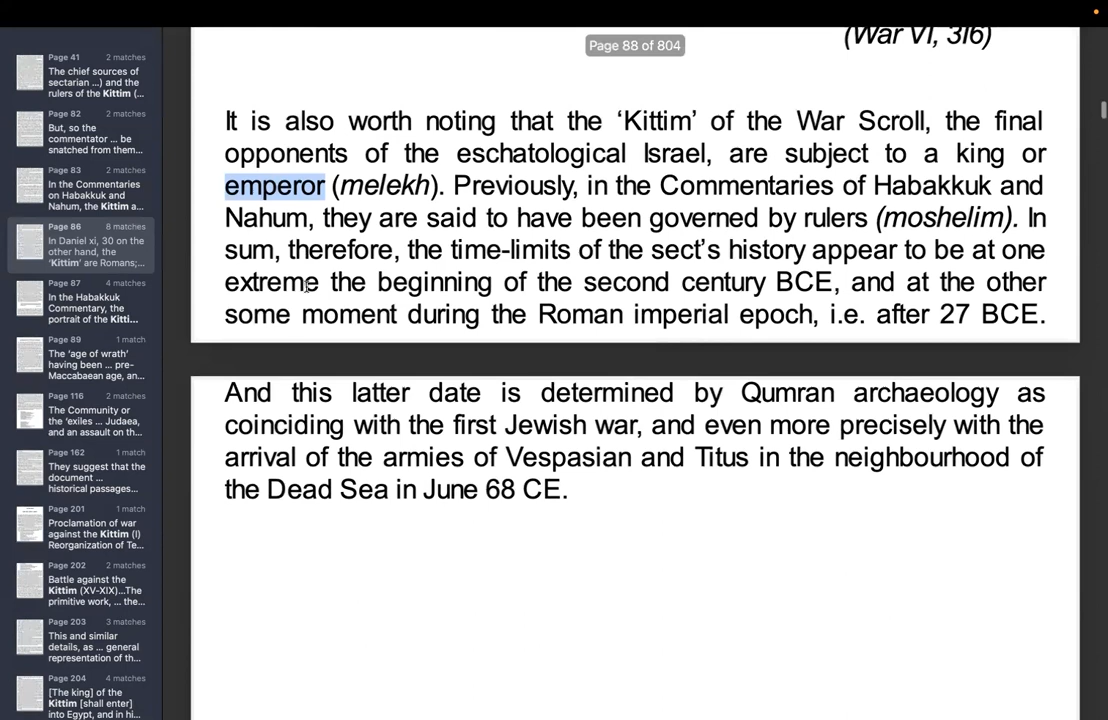 Page 41 2 matches
The chief sources of
sectarian ...) and the
rulers of the Kittim (...
Page 82 2 matches
But, so the
commentator ... be
snatched from them...
Page 83 2 matches
In the Commentaries
on Habakkuk and
Nahum, the Kittim a...
Page 86 8 matches
In Daniel xi, 30 on the
other hand, the
‘Kittim’ are Romans;...
Page 87 4 matches
In the Habakkuk
Commentary, the
portrait of the Kitti...
Page 89 1 match
The ‘age of wrath’
having been ... pre-
Maccabaean age, an...
Page 116 2 matches
The Community or
the ‘exiles ... Judaea,
and an assault on th...
Page 162 1 match
They suggest that the
document ...
historical passages...
Page 201 1 match
Proclamation of war
against the Kittim (I)
Reorganization of Te...
Page 202 2 matches
Battle against the
Kittim (XV-XIX)...The
primitive work, ... the...
Page 203 3 matches
This and similar
details, as ... general
representation of th...
Page 204 4 matches
[The king] of the
Kittim [shall enter]
into Egypt, and in hi...
Page 88 of 804
(War VI, 3I6)
It is also worth noting that the ‘Kittim’ of the War Scroll, the final
opponents of the eschatological Israel, are subject to a king or
emperor (melekh). Previously, in the Commentaries of Habakkuk and
Nahum, they are said to have been governed by rulers (moshelim). In
sum, therefore, the time-limits of the sect’s history appear to be at one
extreme the beginning of the second century BCE, and at the other
some moment during the Roman imperial epoch, i.e. after 27 BCE.
And this latter date is determined by Qumran archaeology as
coinciding with the first Jewish war, and even more precisely with the
arrival of the armies of Vespasian and Titus in the neighbourhood of
the Dead Sea in June 68 CE.